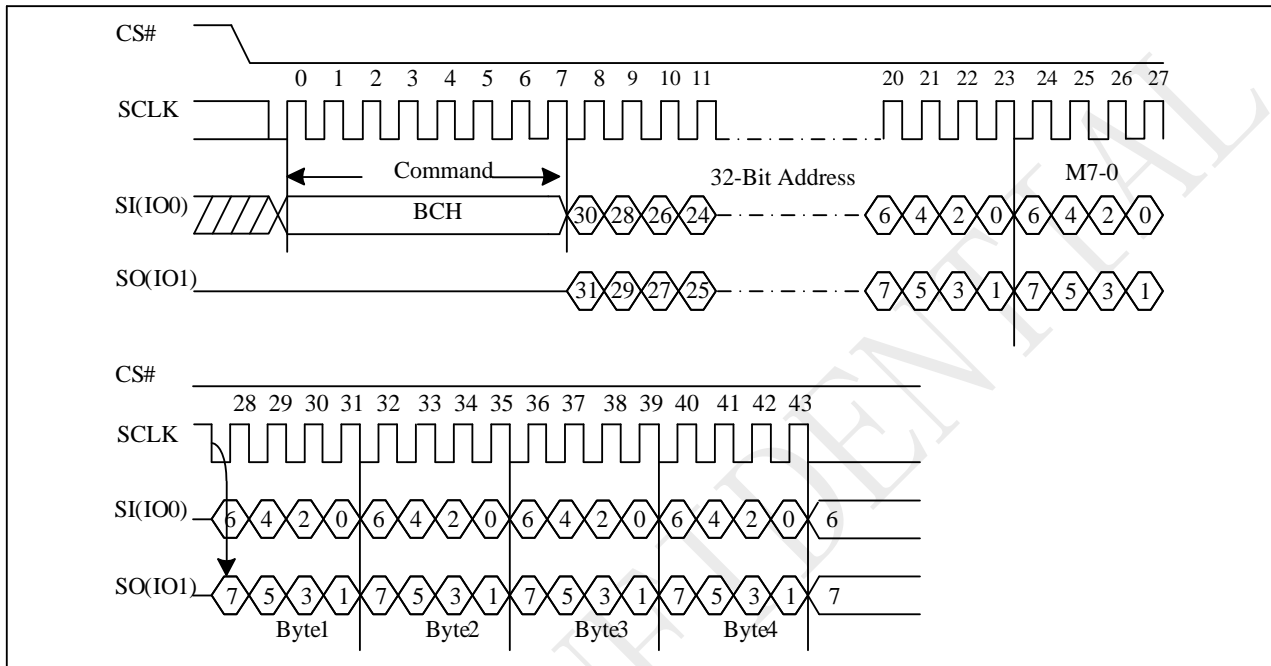 CS#
0 1 2 3 4 5 6 7 8 9 10 11 20 21 22 23 24 25 26 27
SCLK
Command 32-Bit Address M7-0
SI(IO0) BCH 30 28 26 24 6 4 2 0 6 4 2 0
SO(IO1) 31 29 27 25 7 5 3 1 7 5 3 1
CS#
28 29 30 31 32 33 34 35 36 37 38 39 40 41 42 43
SCLK
SI(IO0) 6 4 2 0 6 4 2 0 6 4 2 0 6 4 2 0 6
SO(IO1) 7 5 3 1 7 5 3 1 7 5 3 1 7 5 3 1 7
Byte1 Byte2 Byte3 Byte4